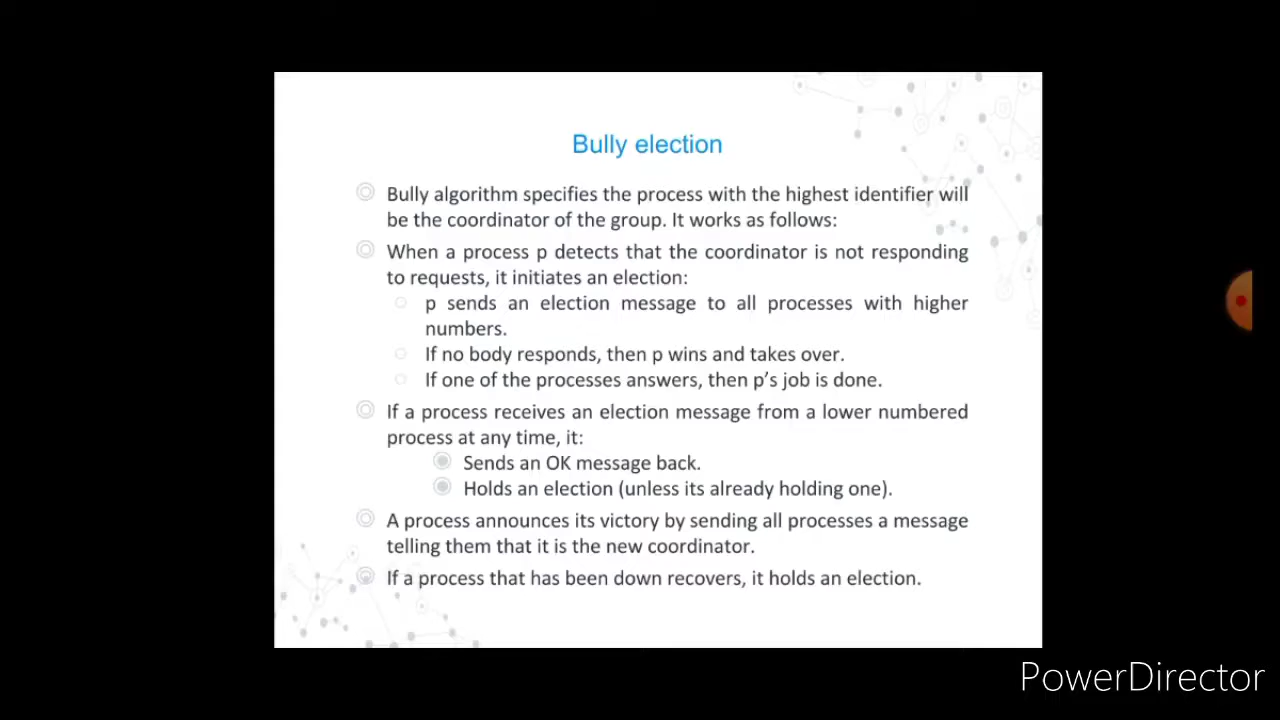 Bully election
Bully algorithm specifies the process with the highest identifier will
be the coordinator of the group. It works as follows:
When a process p detects that the coordinator is not responding
to requests, it initiates an election:
p sends an election message to all processes with higher
numbers.
If no body responds, then p wins and takes over.
If one of the processes answers, then p's job is done.
If a process receives an election message from a lower numbered
process at any time, it:
Sends an OK message back.
Holds an election (unless its already holding one).
A process announces its victory by sending all processes a message
telling them that it is the new coordinator.
If a process that has been down recovers, it holds an election.
PowerDirector